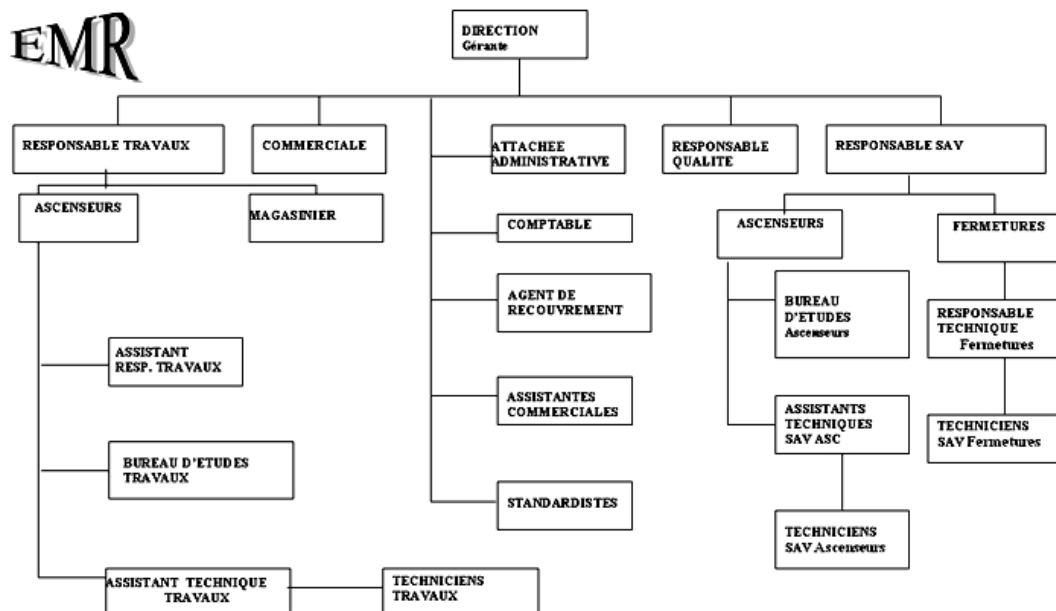 EMR
DIRECTION
Gérante
RESPONSABLE TRAVAUX
COMMERCIALE
ATTACHEE
ADMINISTRATIVE
RESPONSABLE
QUALITE
RESPONSABLE SAV
ASCENSEURS
MAGASINIER
COMPTABLE
ASCENSEURS
FERMETURES
AGENT DE
RECOUVREMENT
BUREAU
D'ETUDES
Ascenseurs
RESPONSABLE
TECHNIQUE
Fermetures
ASSISTANT
RESP. TRAVAUX
ASSISTANTES
COMMERCIALES
ASSISTANTS
TECHNIQUES
SAV ASC
TECHNICIENS
SAV Fermetures
BUREAU D'ETUDES
TRAVAUX
STANDARDISTES
TECHNICIENS
SAV Ascenseurs
ASSISTANT TECHNIQUE
TRAVAUX
TECHNICIENS
TRAVAUX